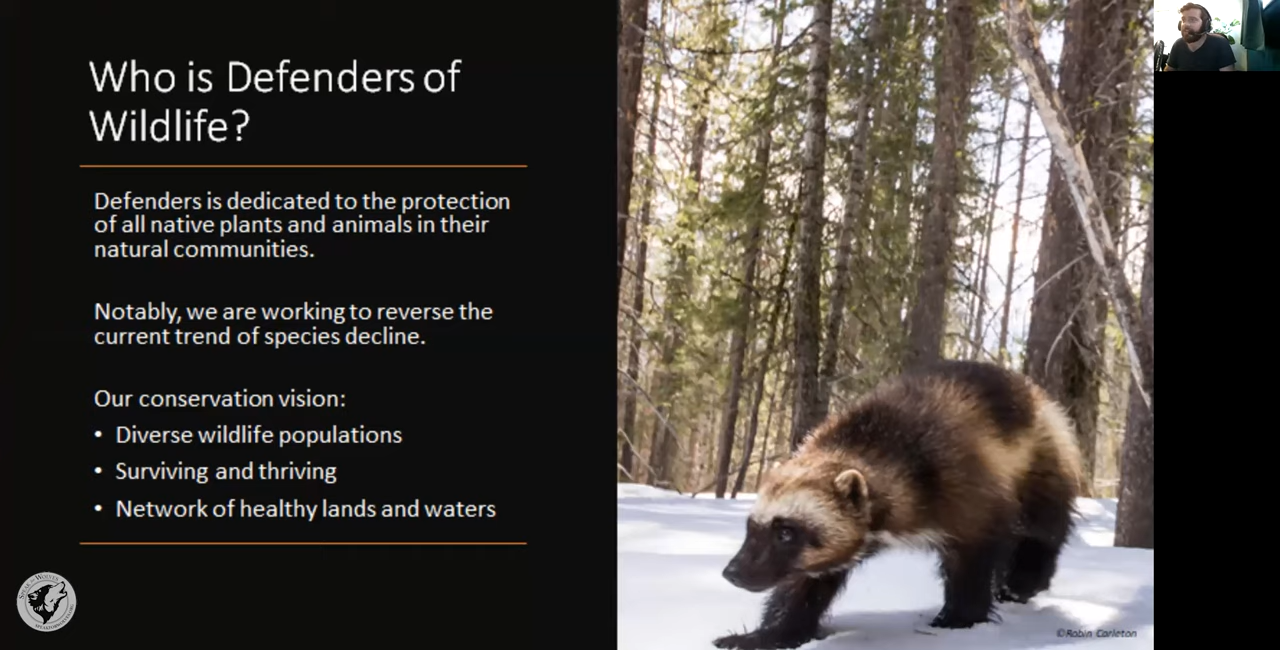 Who is Defenders of
Wildlife?
Defenders is dedicated to the protection
of all native plants and animals in their
natural communities.
Notably, we are working to reverse the
current trend of species decline.
Our conservation vision:
• Diverse wildlife populations
• Surviving and thriving
• Network of healthy lands and waters
©Robin Carleton